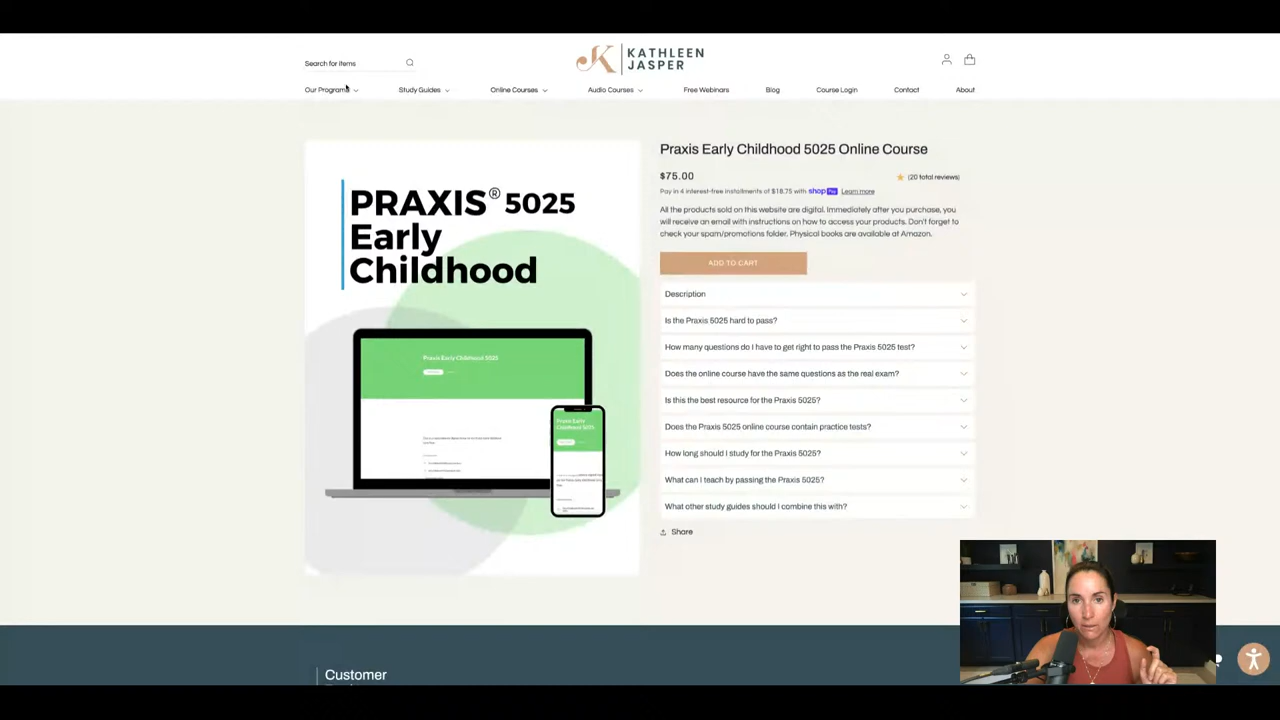 Search for items
KATHLEEN
JASPER
Our Programs
Study Guides
Online Courses
Audio Courses
Free Webinars
Blog
Course Login
Contact
About
PRAXIS® 5025
Early
Childhood
Praxis Early Childhood 5025
Praxis Early
Childhood 5025
Praxis Early Childhood 5025 Online Course
$75.00
(20 total reviews)
Pay in 4 interest-free installments of $18.75 with shop Pay Learn more
All the products sold on this website are digital. Immediately after you purchase, you
will receive an email with instructions on how to access your products. Don't forget to
check your spam/promotions folder. Physical books are available at Amazon.
ADD TO CART
Description
Is the Praxis 5025 hard to pass?
How many questions do I have to get right to pass the Praxis 5025 test?
Does the online course have the same questions as the real exam?
Is this the best resource for the Praxis 5025?
Does the Praxis 5025 online course contain practice tests?
How long should I study for the Praxis 5025?
What can I teach by passing the Praxis 5025?
What other study guides should I combine this with?
Share
Customer